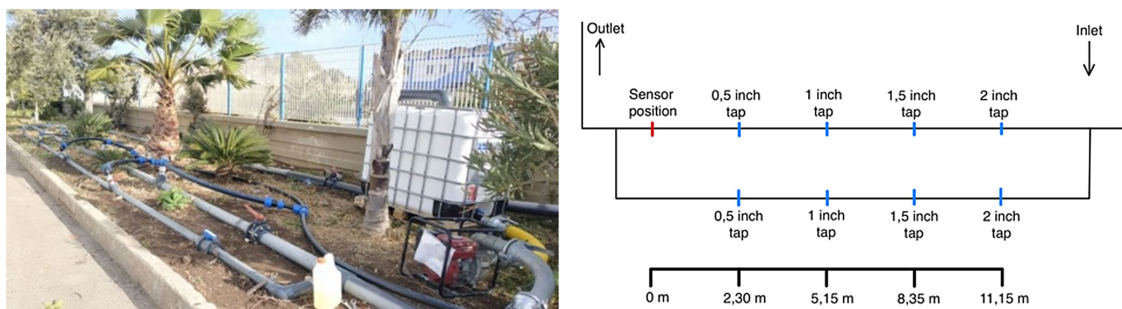 Outlet
Inlet
Sensor
position
0,5 inch
tap
1 inch
tap
1,5 inch
tap
2 inch
tap
0,5 inch
tap
1 inch
tap
1,5 inch
tap
2 inch
tap
0 m
2,30 m
5,15 m
8,35 m
11,15 m